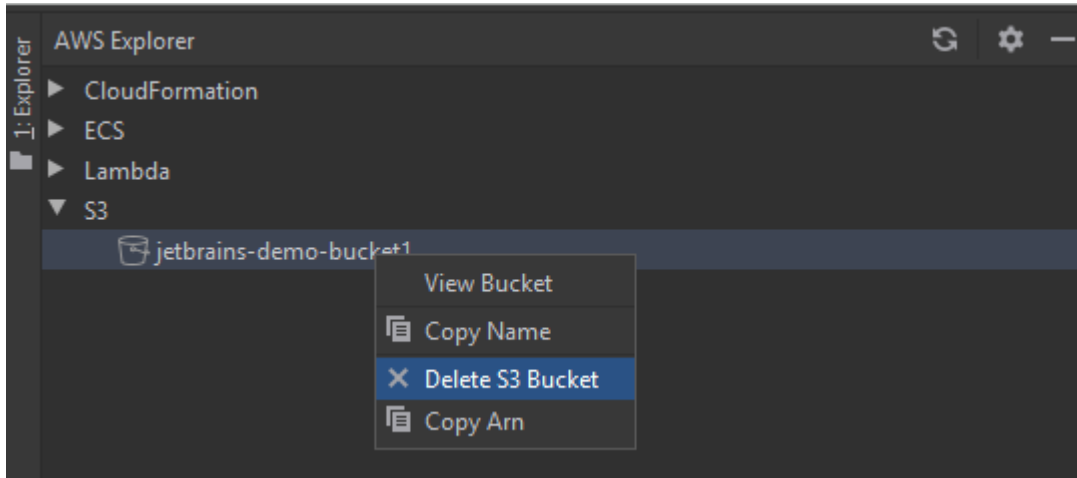 AWS Explorer
1: Explorer
CloudFormation
ECS
Lambda
S3
jetbrains-demo-bucket1
View Bucket
Copy Name
Delete S3 Bucket
Copy Arn